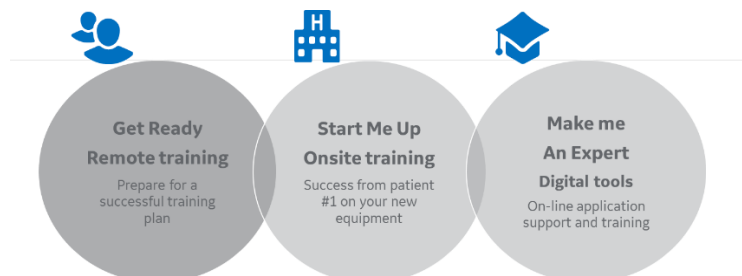 H
Get Ready
Remote training
Prepare for a
successful training
plan
Start Me Up
Onsite training
Success from patient
#1 on your new
equipment
Make me
An Expert
Digital tools
On-line application
support and training